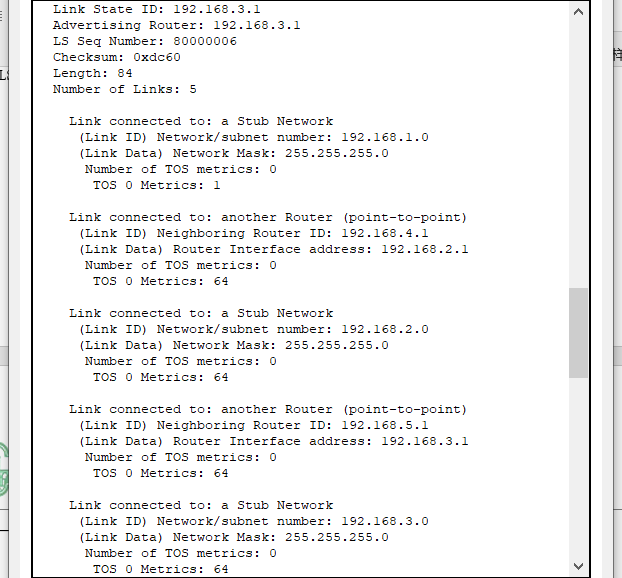 Link State ID: 192.168.3.1
Advertising Router: 192.168.3.1
LS Seq Number: 80000006
Checksum: 0xdc60
Length: 84
Number of Links: 5
Link connected to: a Stub Network
(Link ID) Network/subnet number: 192.168.1.0
(Link Data) Network Mask: 255.255.255.0
Number of TOS metrics: 0
TOS 0 Metrics: 1
Link connected to: another Router (point-to-point)
(Link ID) Neighboring Router ID: 192.168.4.1
(Link Data) Router Interface address: 192.168.2.1
Number of TOS metrics: 0
TOS 0 Metrics: 64
Link connected to: a Stub Network
(Link ID) Network/subnet number: 192.168.2.0
(Link Data) Network Mask: 255.255.255.0
Number of TOS metrics: 0
TOS 0 Metrics: 64
Link connected to: another Router (point-to-point)
(Link ID) Neighboring Router ID: 192.168.5.1
(Link Data) Router Interface address: 192.168.3.1
Number of TOS metrics: 0
TOS 0 Metrics: 64
Link connected to: a Stub Network
(Link ID) Network/subnet number: 192.168.3.0
(Link Data) Network Mask: 255.255.255.0
Number of TOS metrics: 0
TOS 0 Metrics: 64